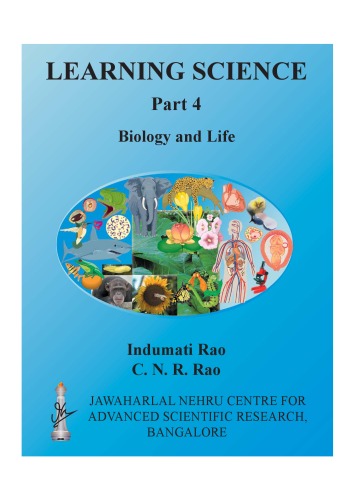 LEARNING SCIENCE
Part 4
Biology and Life
Indumati Rao
C. N. R. Rao
JAWAHARLAL NEHRU CENTRE FOR
ADVANCED SCIENTIFIC RESEARCH,
BANGALORE